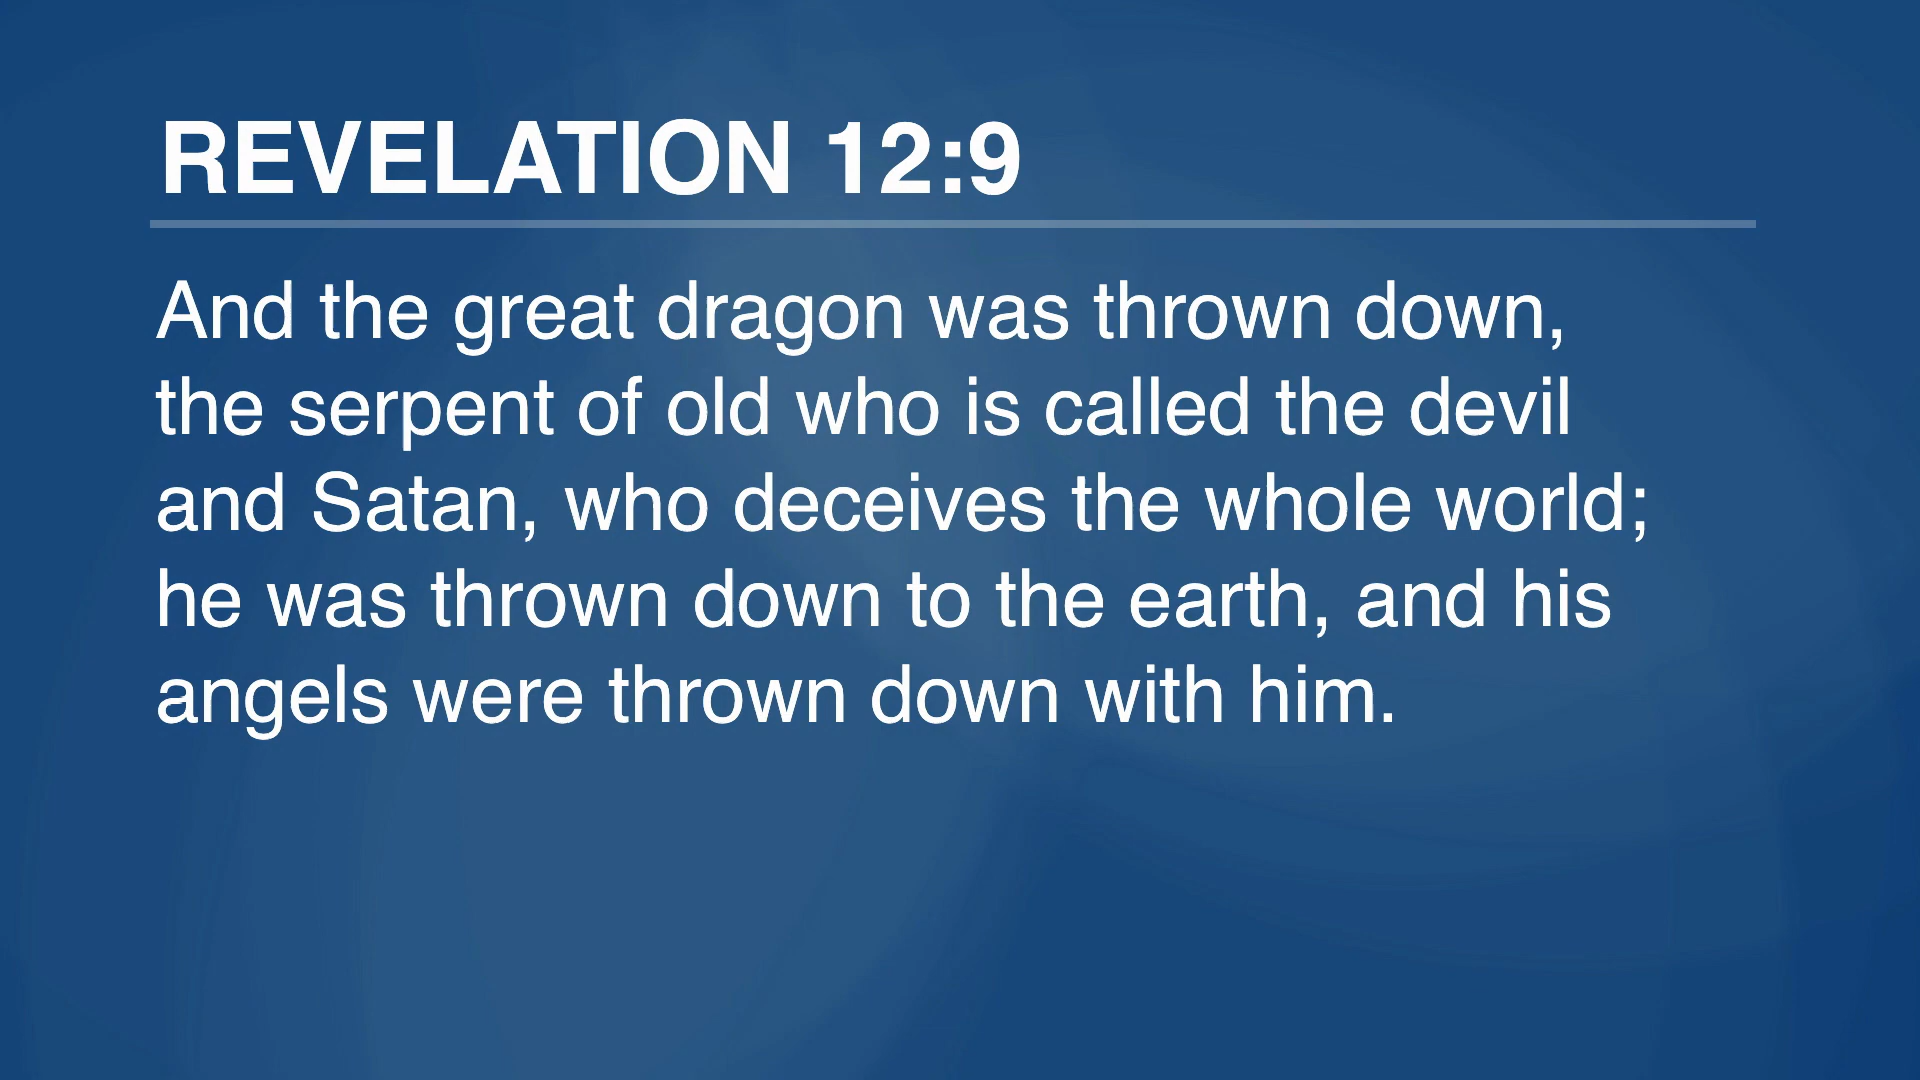 REVELATION 12:9
And the great dragon was thrown down,
the serpent of old who is called the devil
and Satan, who deceives the whole world;
he was thrown down to the earth, and his
angels were thrown down with him.